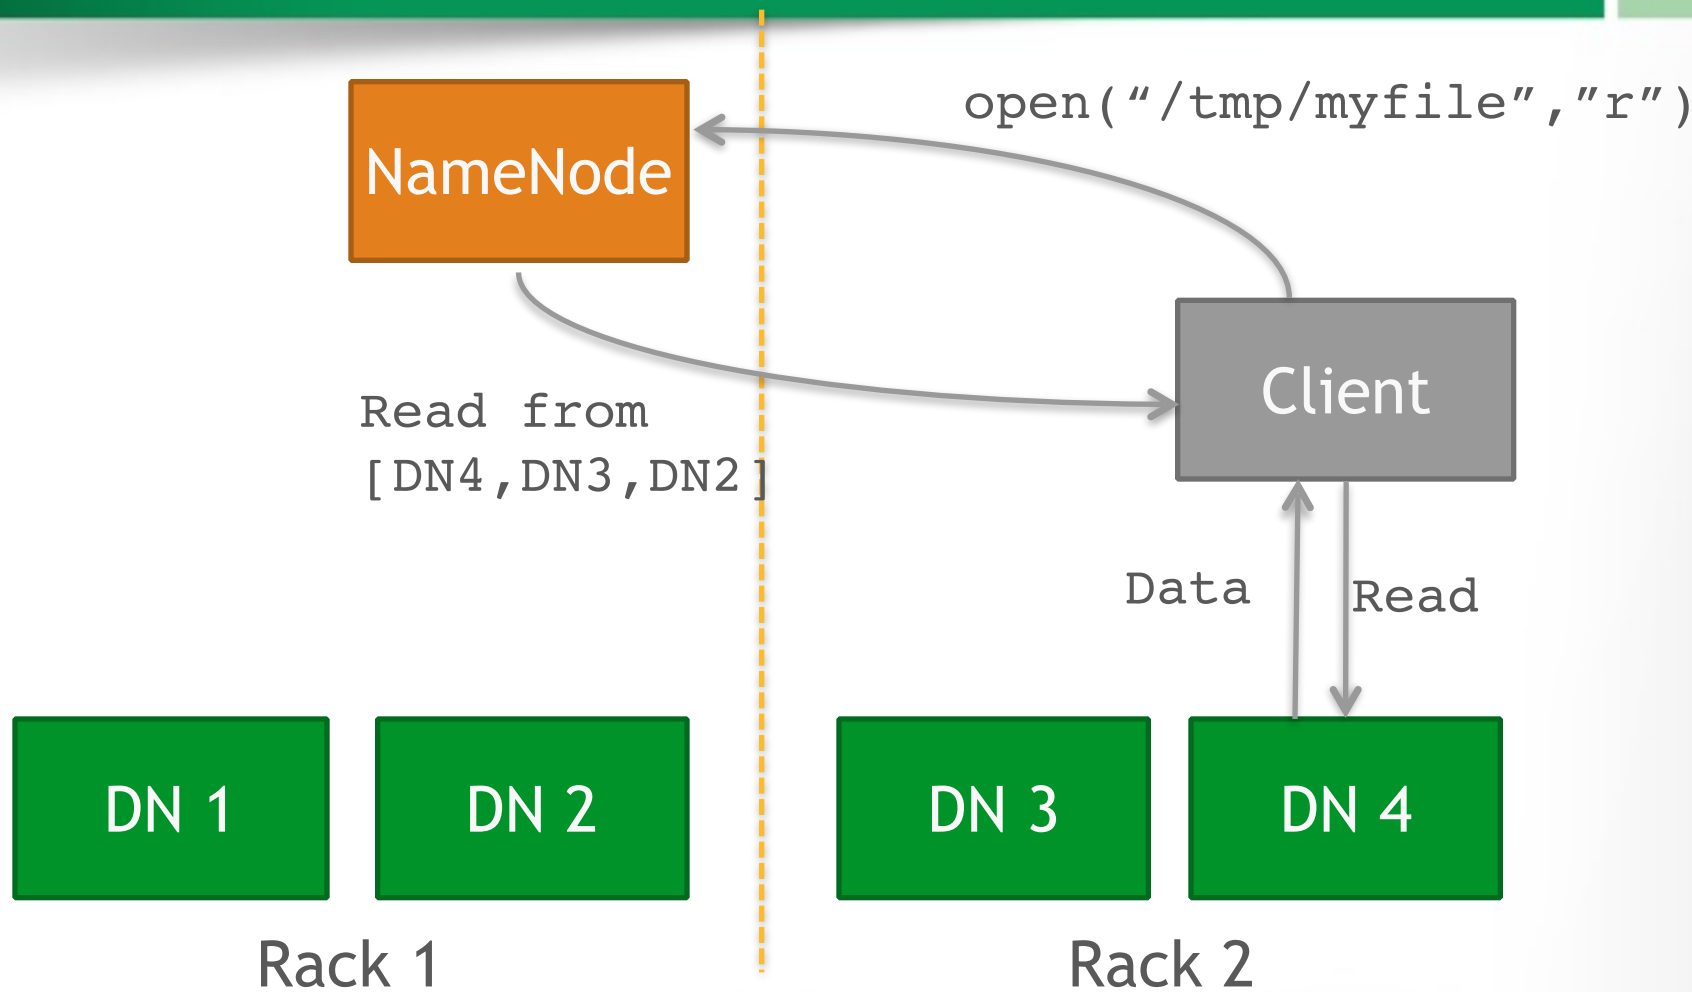 open(“/tmp/myfile”,”r”)
NameNode
Client
Read from
[DN4,DN3,DN2]
Data
Read
DN 1
DN 2
DN 3
DN 4
Rack 1
Rack 2